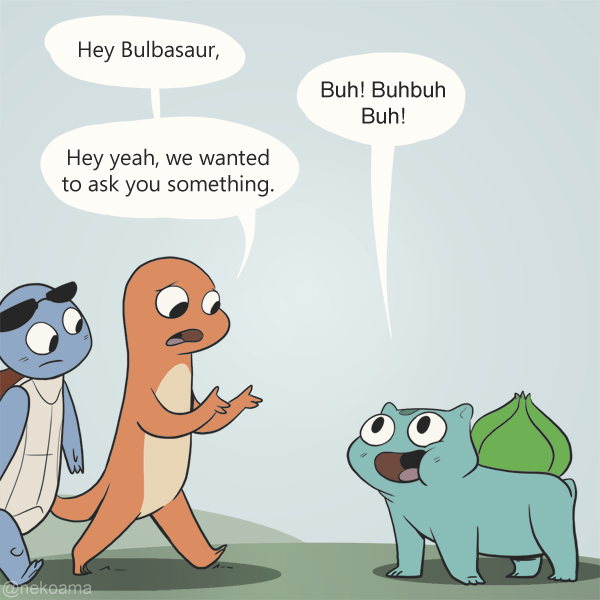 Hey Bulbasaur,
Hey yeah, we wanted
to ask you something.
Buh! Buhbuh
Buh!
@nekoama